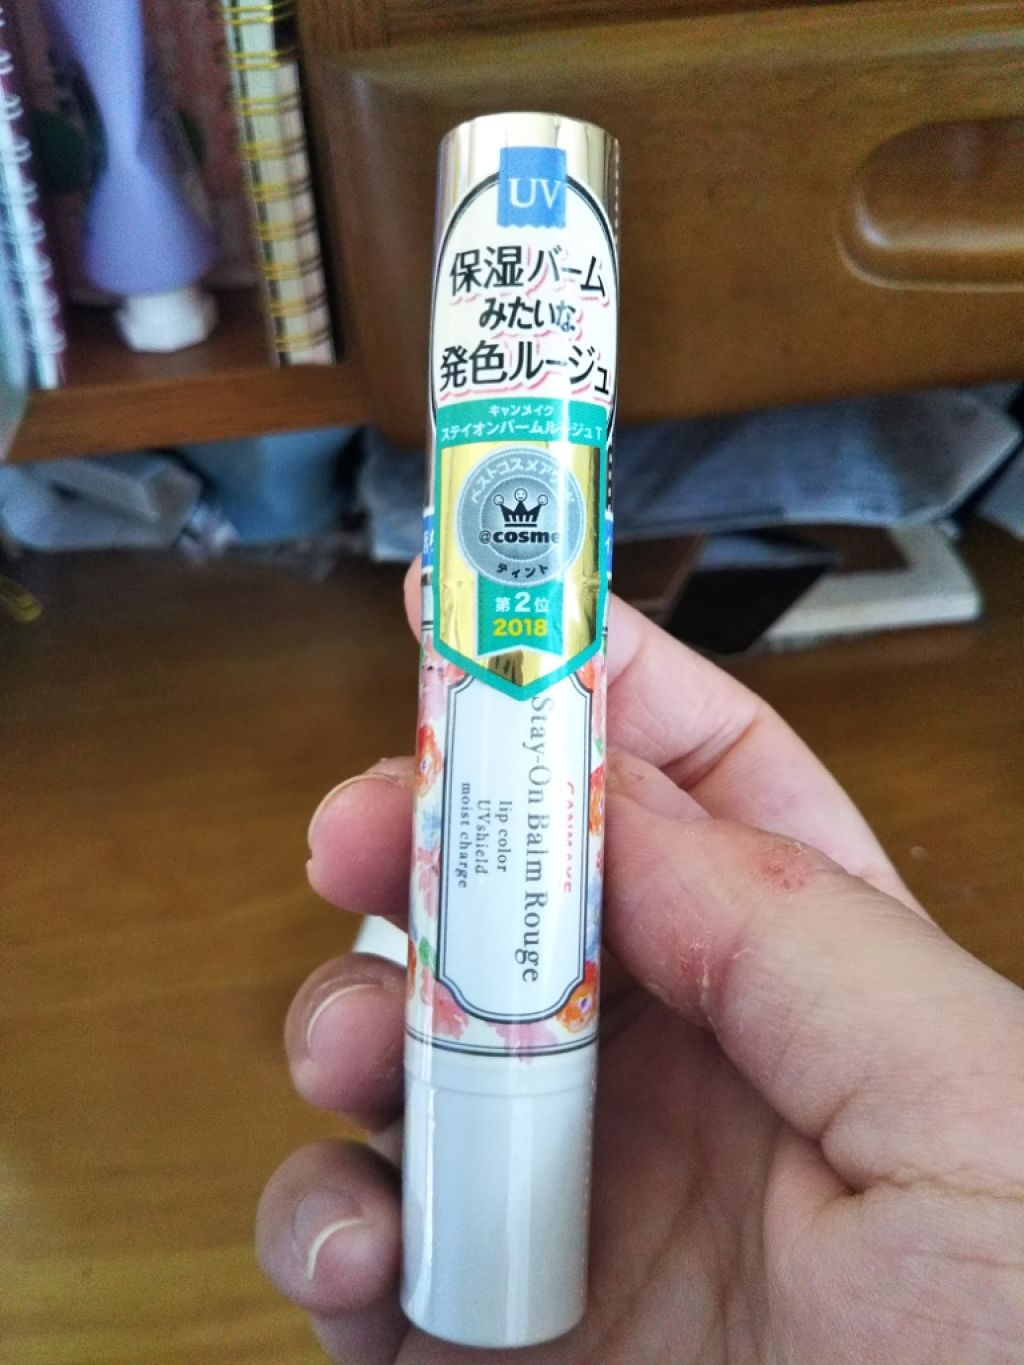 UV
保湿バーム
みたいな
発色ルージュ
キャンメイク
ステイオンバームルージュ T
ベストコスメアワード
@cosme
ティント
第2位
2018
CANMAKE
Stay-On Balm Rouge
lip color
UVshield
moist charge